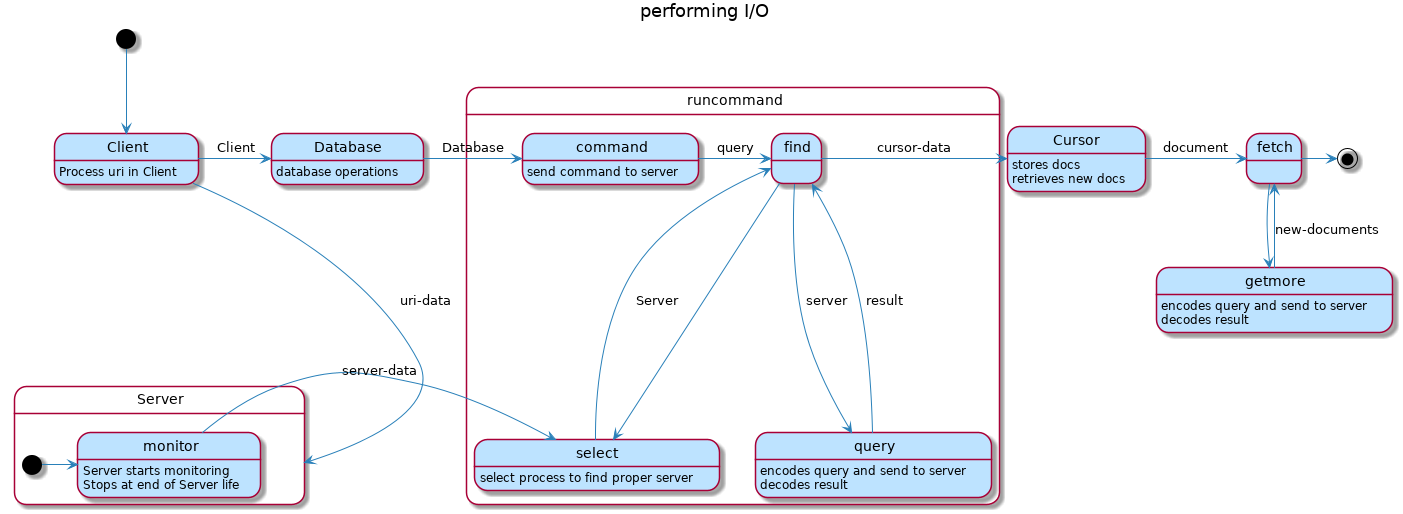 performing I/O
runcommand
Client
Process uri in Client
Client
Database
database operations
Database
command
send command to server
query
find
cursor-data
Cursor
stores docs
retrieves new docs
document
fetch
new-documents
getmore
encodes query and send to server
decodes result
uri-data
Server
server
result
server-data
Server
monitor
Server starts monitoring
Stops at end of Server life
select
select process to find proper server
query
encodes query and send to server
decodes result